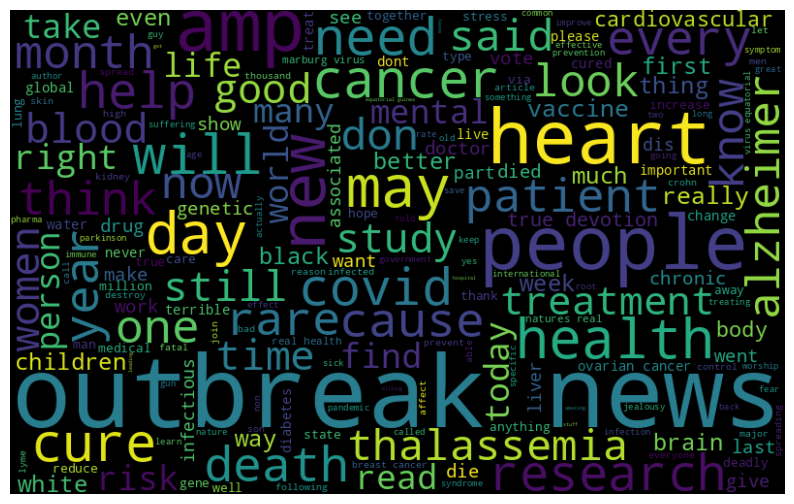 take even amp need said see together stress common improve cardiovascular
month life good cancer look every
global help many mental vaccine first thing
blood don heart know
right will now world may doctor patient really
think new study people alzheimer
women year day genetic black covid week chronic
person still rare cause treatment
one time find today health body
children outbreak news
cure death thalassemia brain last
white risk read research give
guy treat marburg virus dont please vote let symptom
type via cured effective prevention men great
author spread thousand equatorial guinea article something increase two long
lung skin high suffering show rate old live dis important virus equatorial
kidney age associated better part died much going crohn
pharma water drug hope save true devotion change
parkinson never true care actually told keep
immune call make want yes international away
million destroy work terrible reason infected government hospital thank root treating
medical man fatal effect join bad real health prevent able went natures real
infectious gun sick liver ovarian cancer control worship
pandemic affect specific anything jealousy fear
learn nature way diabetes son non state called back
lyme reduce gene well following breast cancer die syndrome infection everyone major deadly spreading